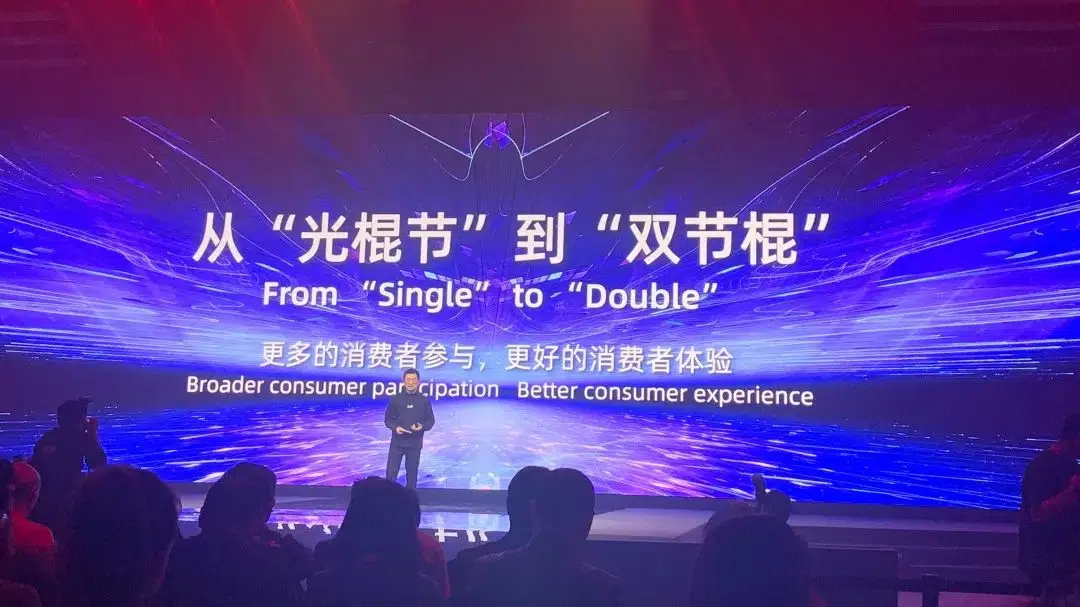 从“光棍节”到“双节棍”
From “Single” to “Double”
更多的消费者参与，更好的消费者体验
Broader consumer participation Better consumer experience